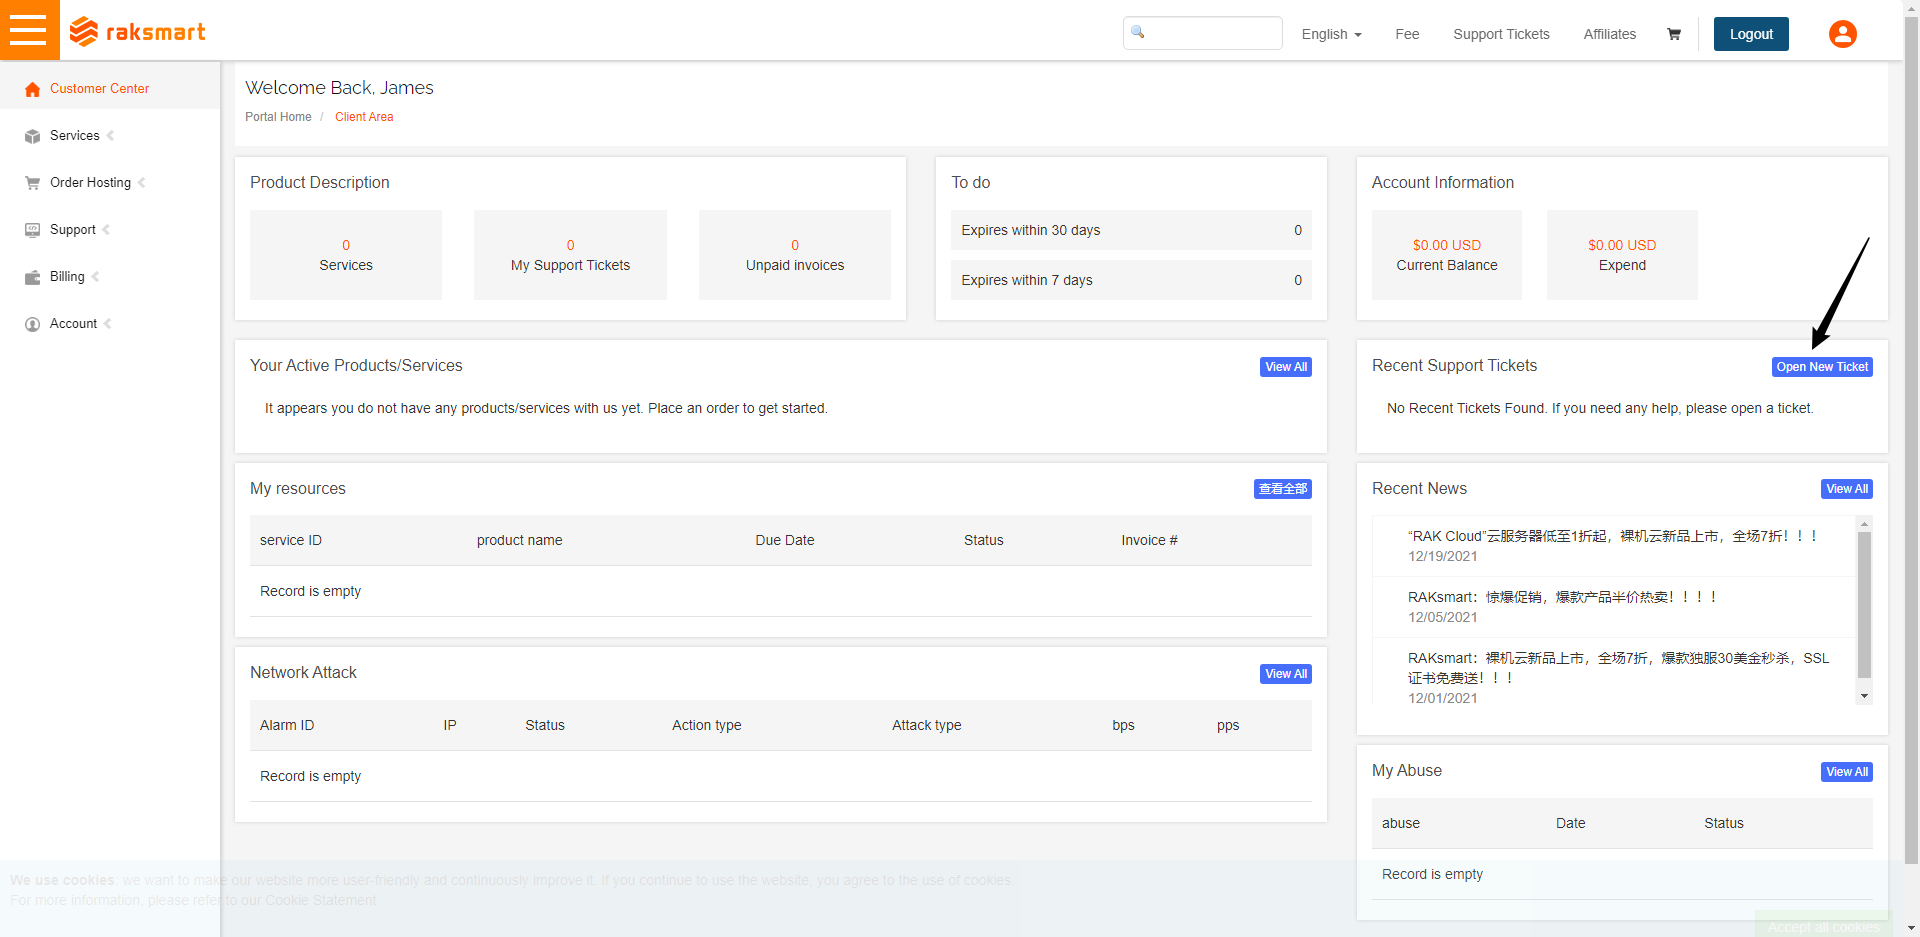 raksmart
English
Fee
Support Tickets
Affiliates
Logout
Customer Center
Services
Order Hosting
Support
Billing
Account
Welcome Back, James
Portal Home / Client Area
Product Description
0
Services
0
My Support Tickets
0
Unpaid invoices
To do
Expires within 30 days 0
Expires within 7 days 0
Account Information
$0.00 USD
Current Balance
$0.00 USD
Expend
Your Active Products/Services
View All
It appears you do not have any products/services with us yet. Place an order to get started.
Recent Support Tickets
Open New Ticket
No Recent Tickets Found. If you need any help, please open a ticket.
My resources
查看全部
service ID product name Due Date Status Invoice #
Record is empty
Recent News
View All
“RAK Cloud”云服务器低至1折起，裸机云新品上市，全场7折！！！
12/19/2021
RAKsmart：惊爆促销，爆款产品半价热卖！！！！
12/05/2021
RAKsmart：裸机云新品上市，全场7折，爆款独服30美金秒杀，SSL
证书免费送！！！
12/01/2021
Network Attack
View All
Alarm ID IP Status Action type Attack type bps pps
Record is empty
My Abuse
View All
abuse Date Status
Record is empty
We use cookies, we want to make our website more user-friendly and continuously improve it. If you continue to use the website, you agree to the use of cookies.
For more information, please refer to our Cookie Statement
Accept all cookies